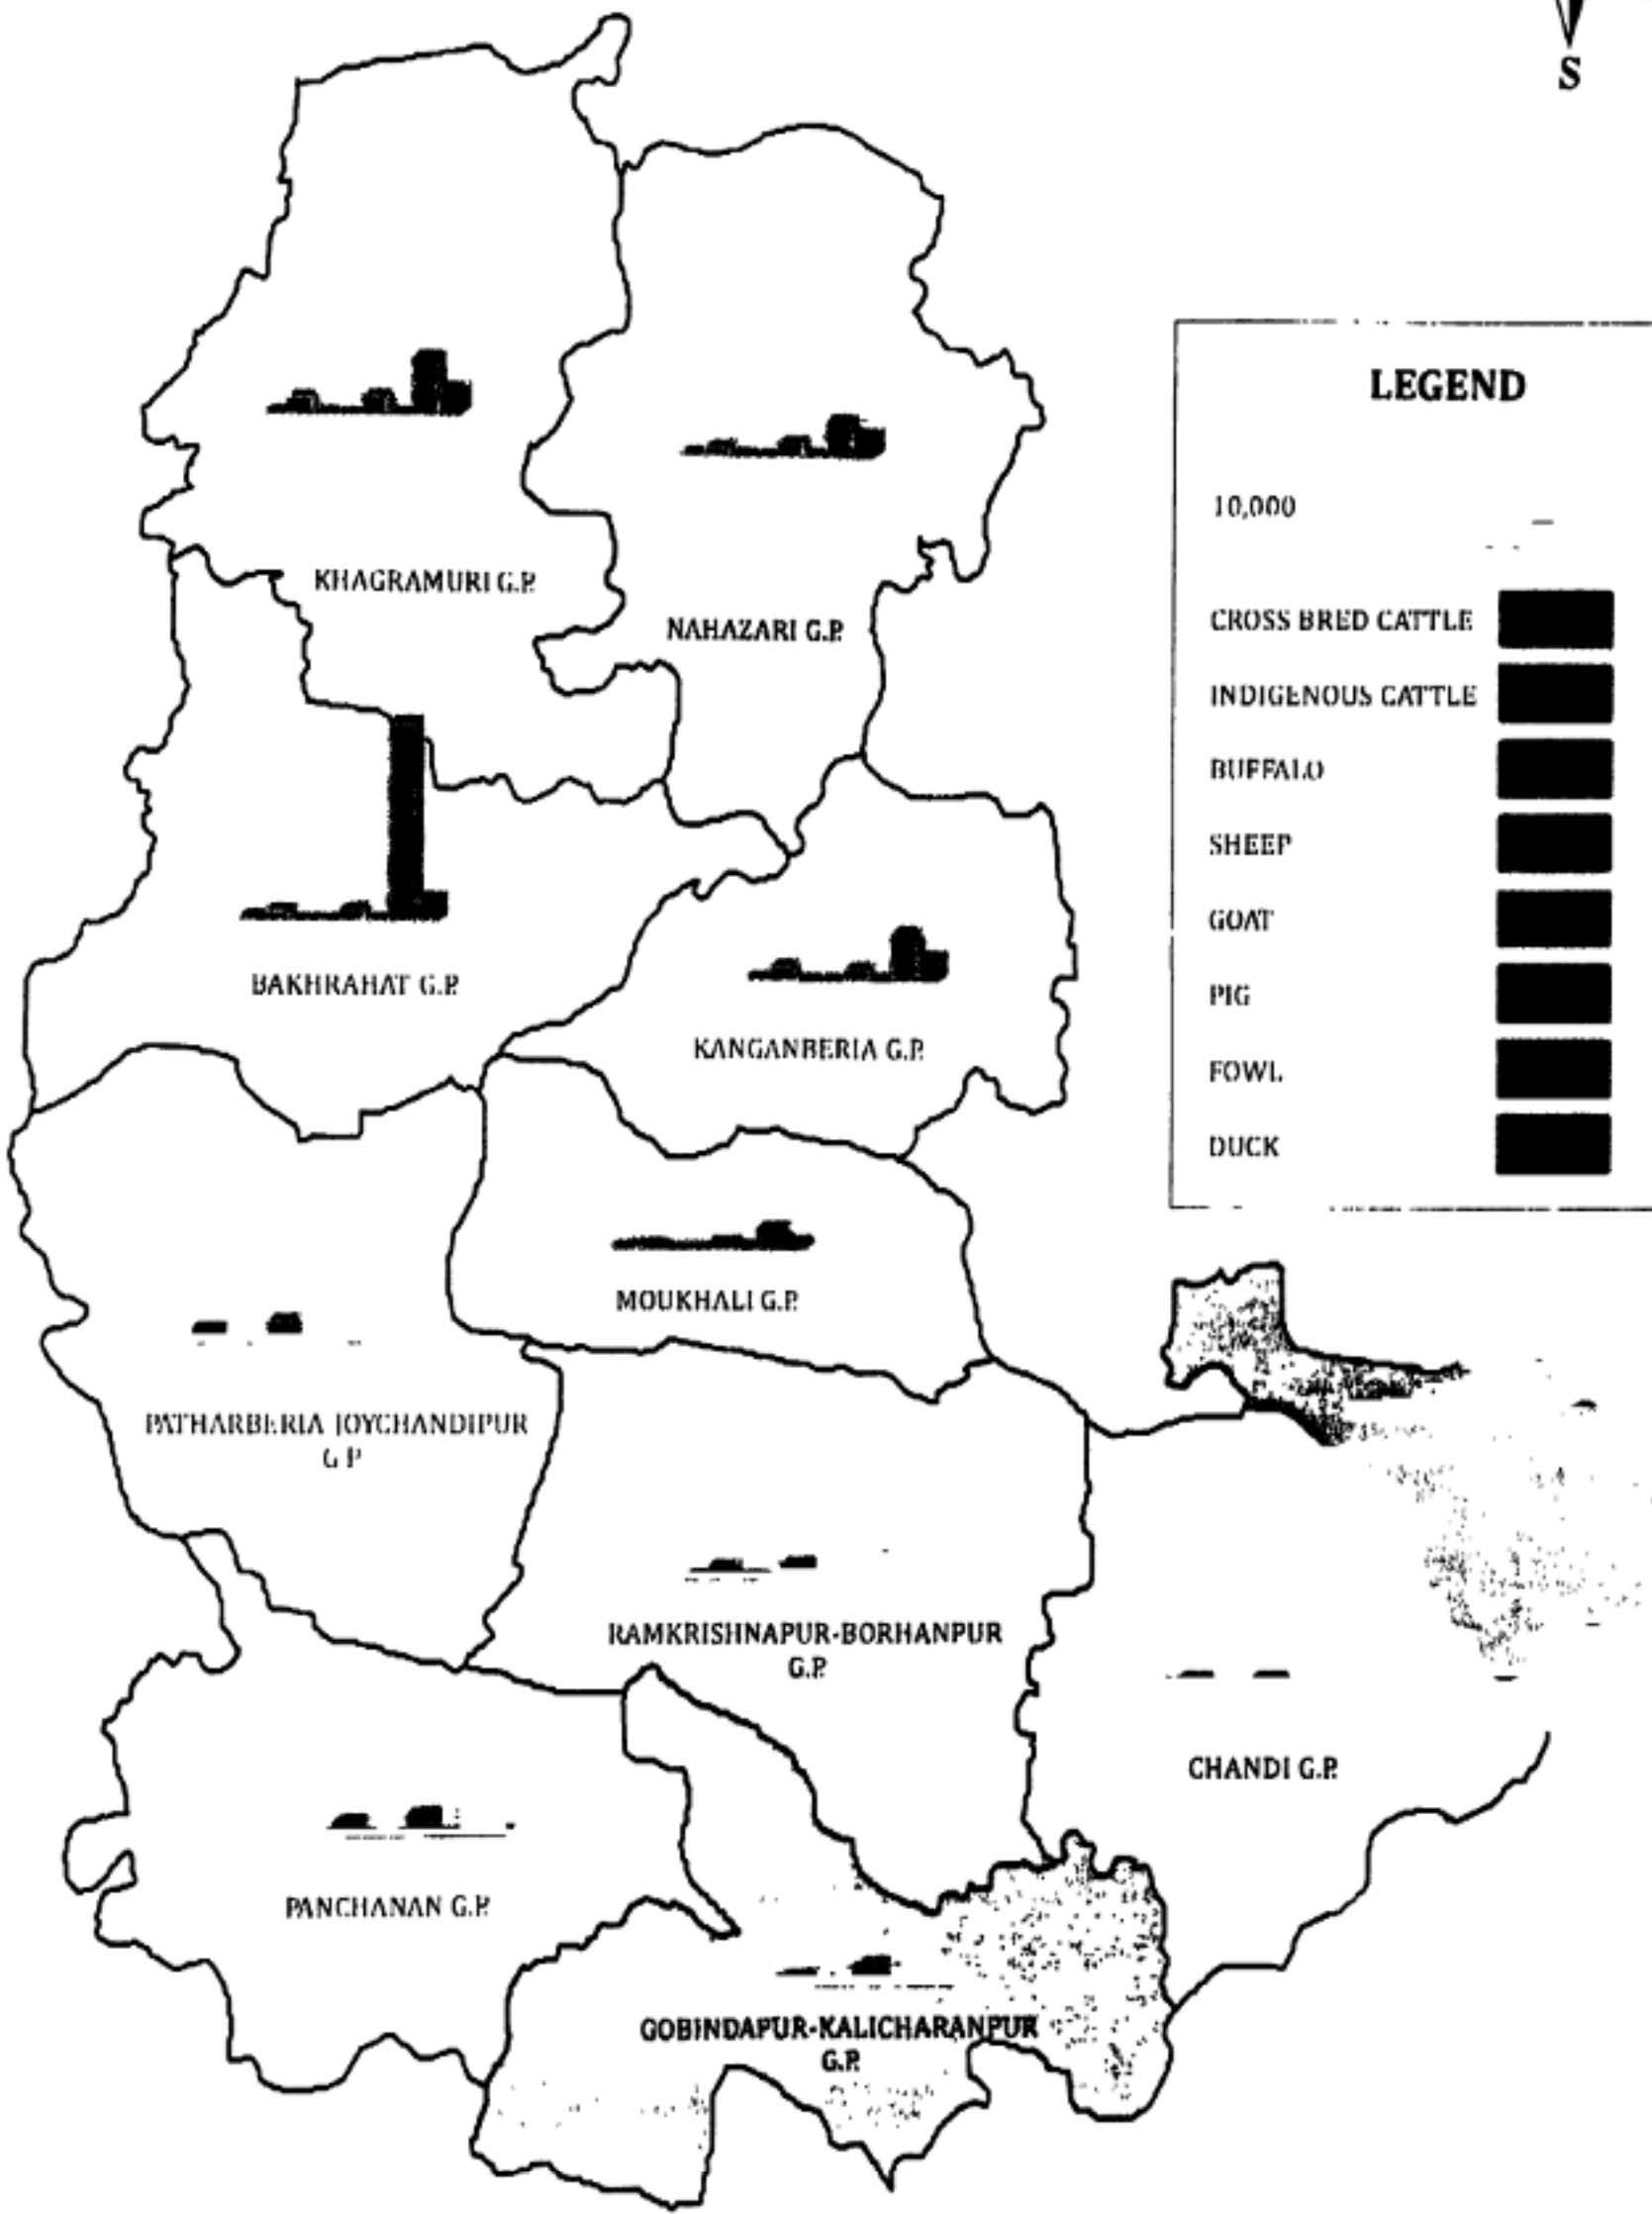 S
LEGEND
10,000
CROSS BRED CATTLE
INDIGENOUS CATTLE
BUFFALO
SHEEP
GOAT
PIG
FOWL
DUCK
KHAGRAMURI G.P.
NAHAZARI G.P.
BAKHRAHAT G.P.
KANGANBERIA G.P.
MOUKHALI G.P.
PATHARBERIA JOYCHANDIPUR
G P
RAMKRISHNAPUR-BORHANPUR
G.P.
CHANDI G.P.
PANCHANAN G.P.
GOBINDAPUR-KALICHARANPUR
G.P.